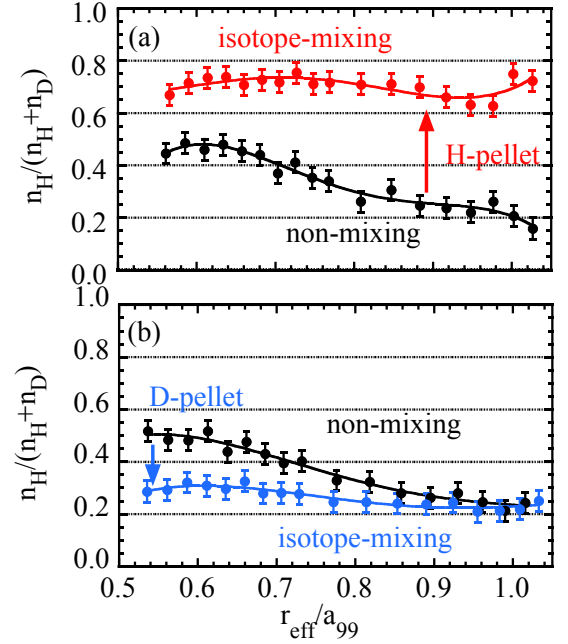 1.0
0.8
0.6
0.4
0.2
0.0
n_H/(n_H+n_D)
(a)
isotope-mixing
H-pellet
non-mixing
1.0
0.8
0.6
0.4
0.2
0.0
n_H/(n_H+n_D)
(b)
D-pellet
non-mixing
isotope-mixing
0.5 0.6 0.7 0.8 0.9 1.0
r_eff/a_99